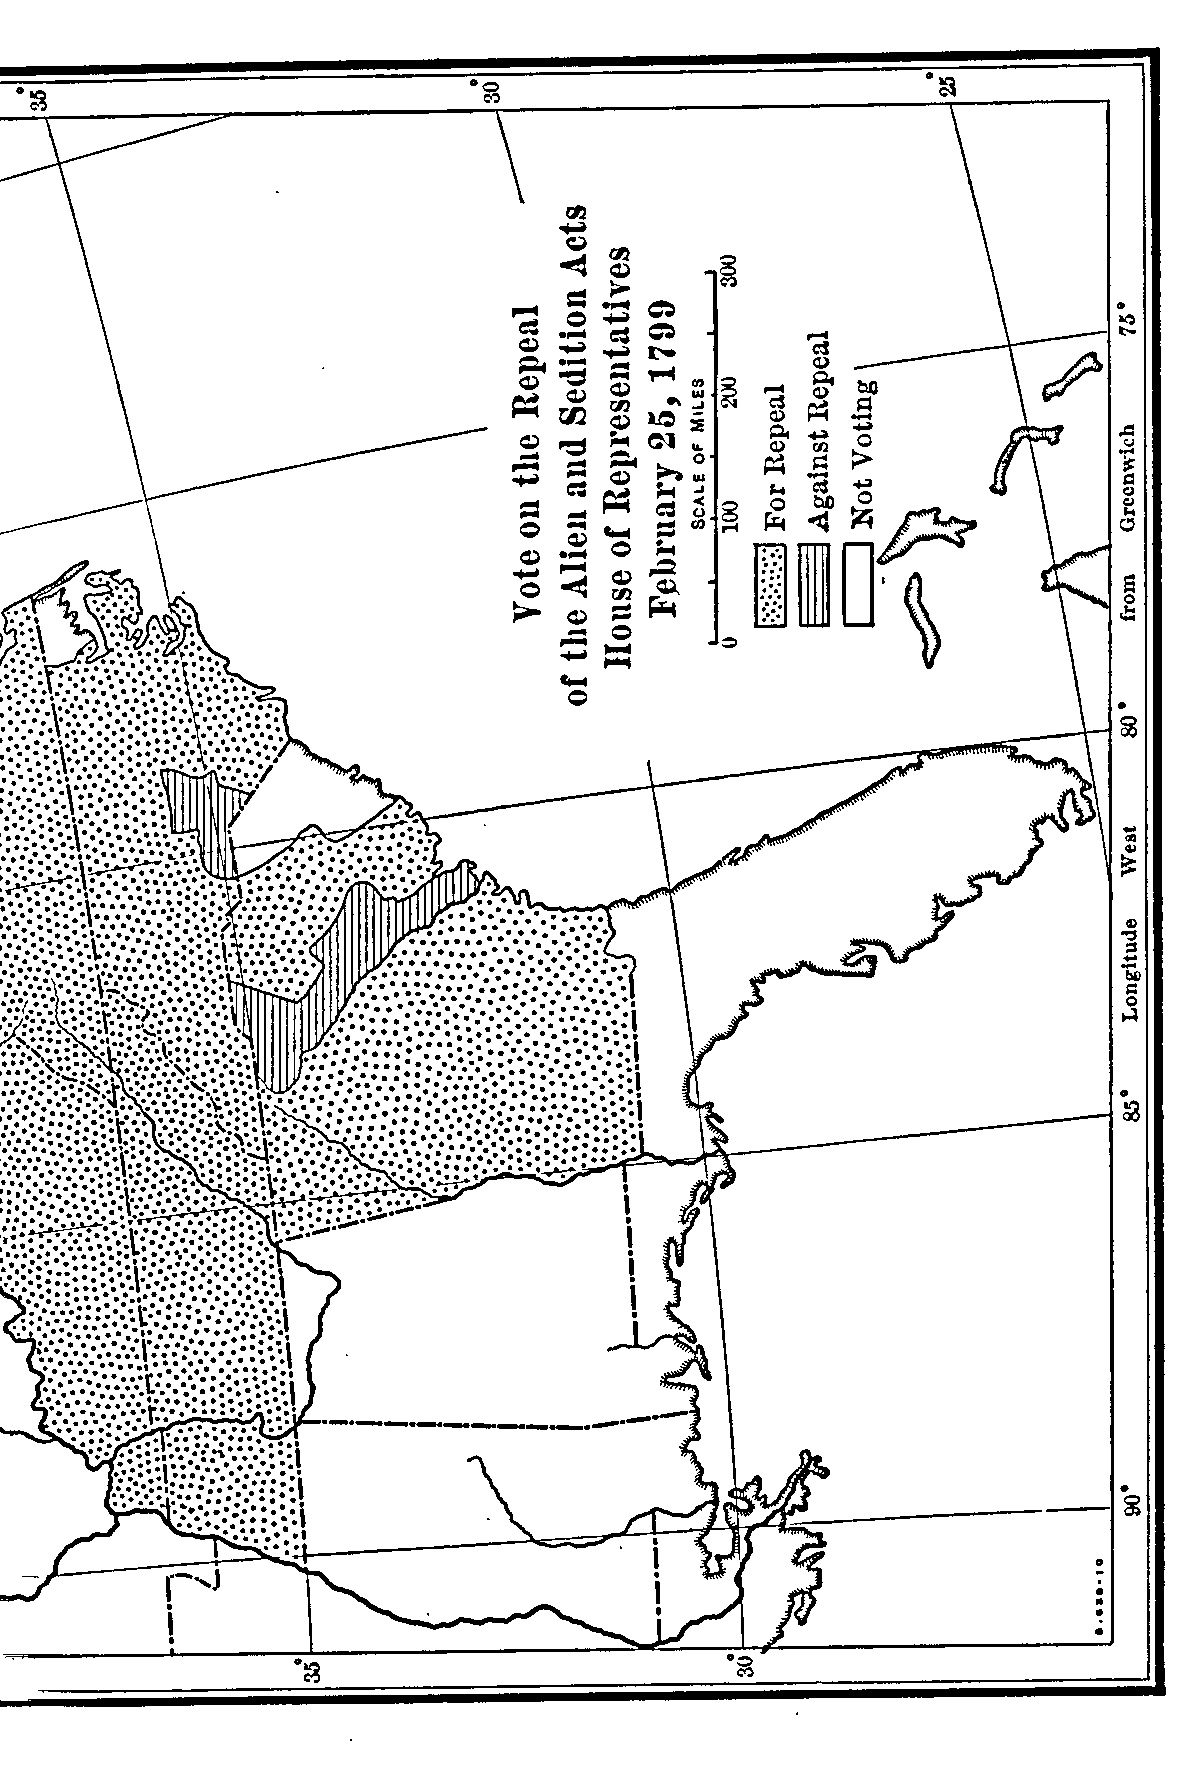 Vote on the Repeal
of the Alien and Sedition Acts
House of Representatives
February 25, 1799
SCALE OF MILES
0 100 200 300
For Repeal
Against Repeal
Not Voting
35°
30°
25°
35°
30°
90° 85° 80° 75°
Longitude West from Greenwich